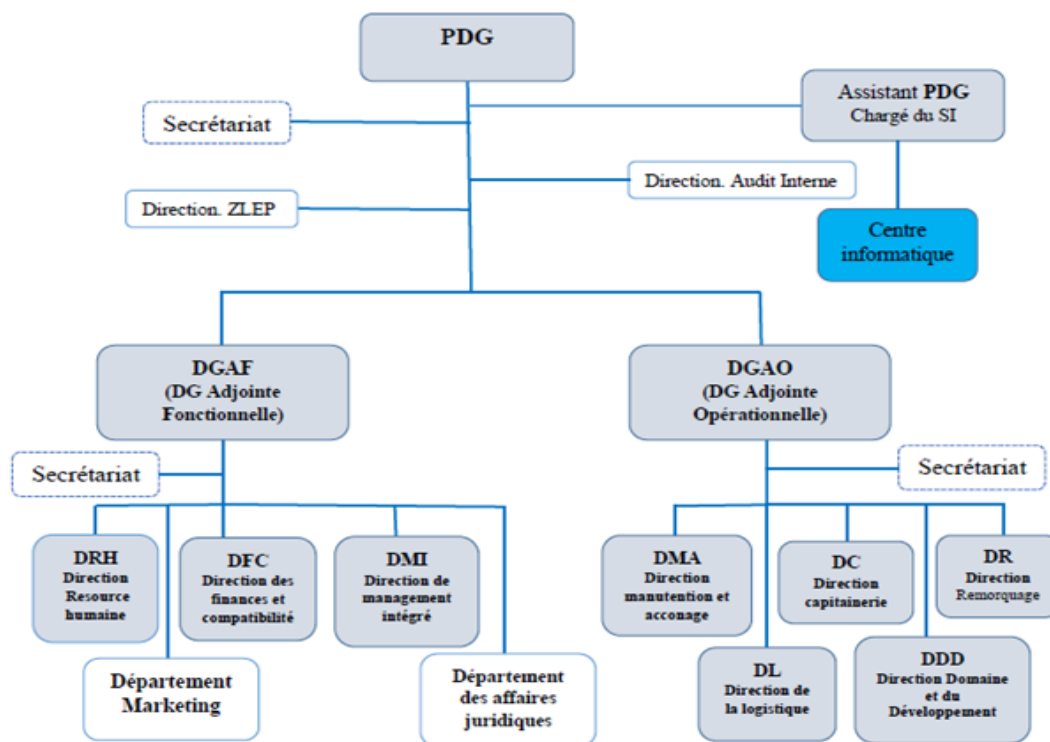 PDG
Assistant PDG
Chargé du SI
Secrétariat
Direction. Audit Interne
Direction. ZLEP
Centre
informatique
DGAF
(DG Adjointe
Fonctionnelle)
DGAO
(DG Adjointe
Opérationnelle)
Secrétariat
Secrétariat
DRH
Direction
Resource
humaine
DFC
Direction des
finances et
compatibilité
DMI
Direction de
management
intégré
DMA
Direction
manutention et
acconage
DC
Direction
capitainerie
DR
Direction
Remorquage
Département
Marketing
Département
des affaires
juridiques
DL
Direction de
la logistique
DDD
Direction Domaine
et du
Développement